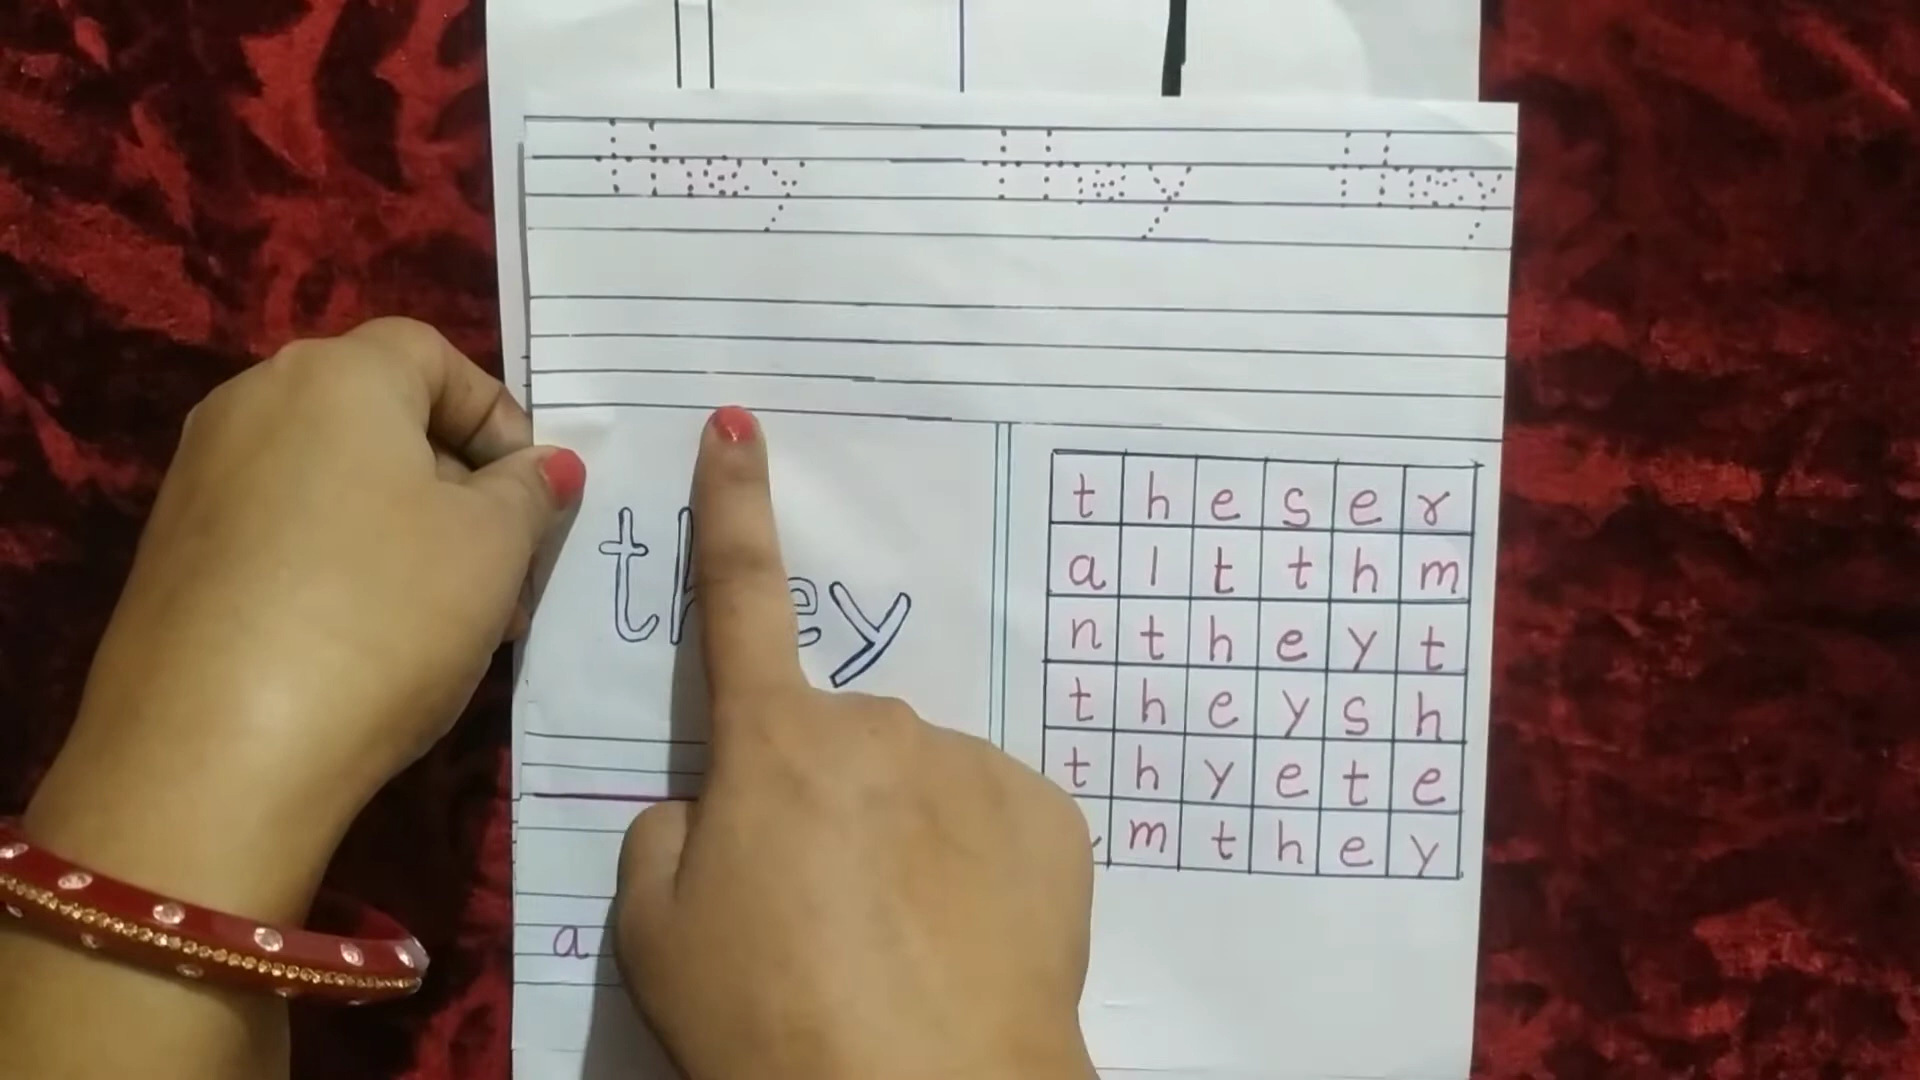 they they they
they
t h e s e r
a l t t h m
n t h e y t
t h e y s h
t h y e t e
m t h e y
a